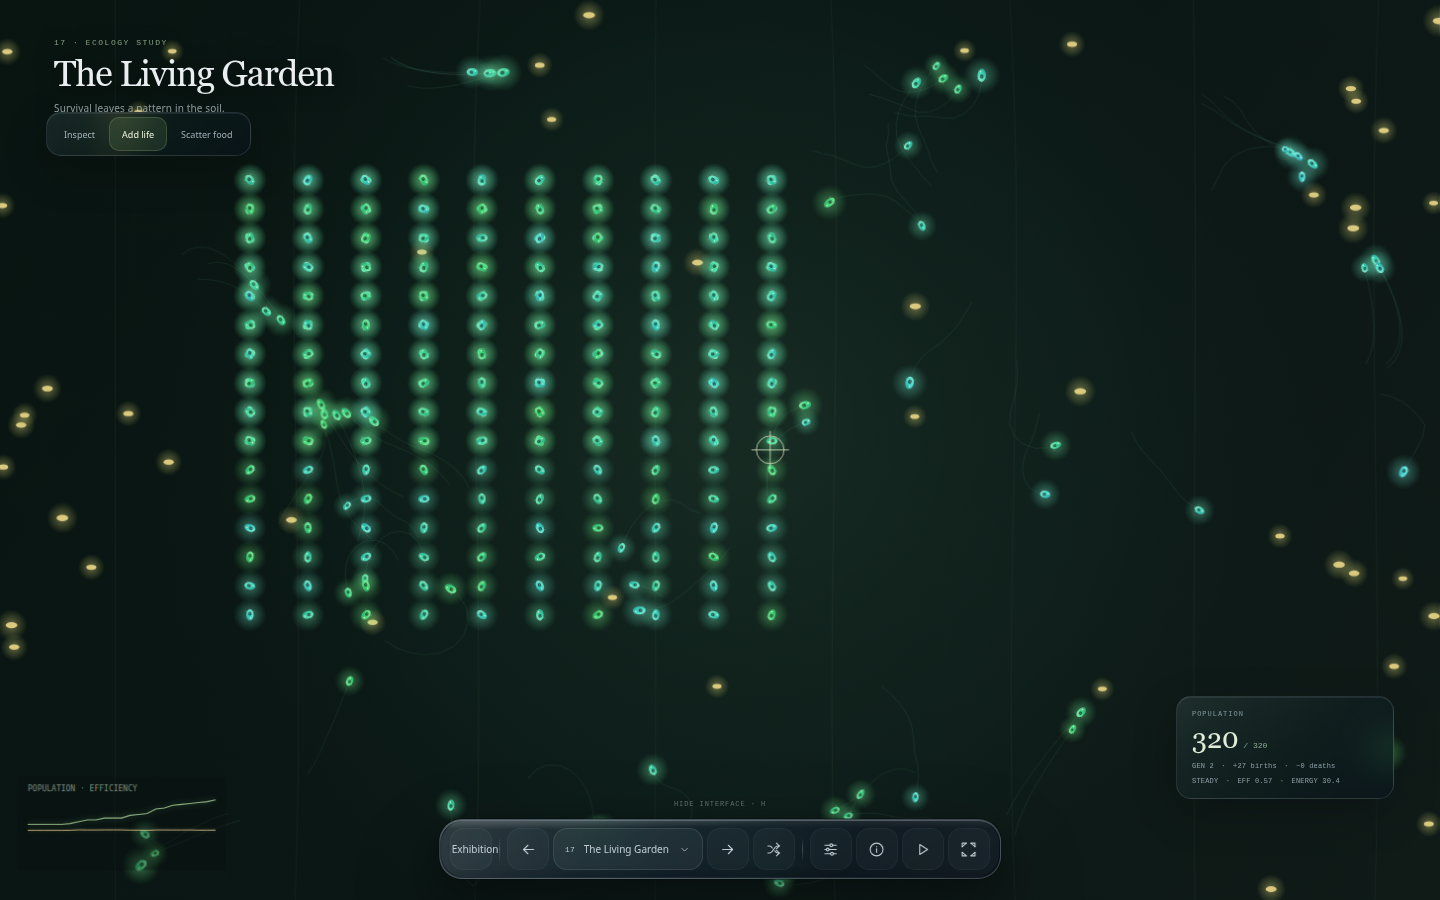 17 · ECOLOGY STUDY
The Living Garden
Survival leaves a pattern in the soil.
Inspect
Add life
Scatter food
POPULATION
320 / 320
GEN 2 · +27 births · −0 deaths
STEADY · EFF 0.57 · ENERGY 30.4
POPULATION · EFFICIENCY
HIDE INTERFACE · H
Exhibition
17 The Living Garden